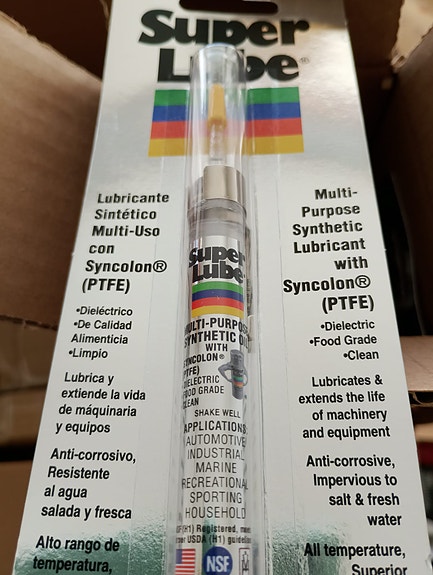 Super
Lube®
Lubricante
Sintético
Multi-Uso
con
Syncolon®
(PTFE)
•Dieléctrico
•De Calidad
Alimenticia
•Limpio
Lubrica y
extiende la vida
de máquinaria
y equipos
Anti-corrosivo,
Resistente
al agua
salada y fresca
Alto rango de
temperatura,
Super
Lube
MULTI-PURPOSE
SYNTHETIC OIL
WITH
SYNCOLON®
(PTFE)
DIELECTRIC
FOOD GRADE
CLEAN
SHAKE WELL
APPLICATIONS:
AUTOMOTIVE
INDUSTRIAL
MARINE
RECREATIONAL
SPORTING
HOUSEHOLD
(H1) Registered,
USDA (H1)
NSF
Multi-
Purpose
Synthetic
Lubricant
with
Syncolon®
(PTFE)
•Dielectric
•Food Grade
•Clean
Lubricates &
extends the life
of machinery
and equipment
Anti-corrosive,
Impervious to
salt & fresh
water
All temperature,
Superior